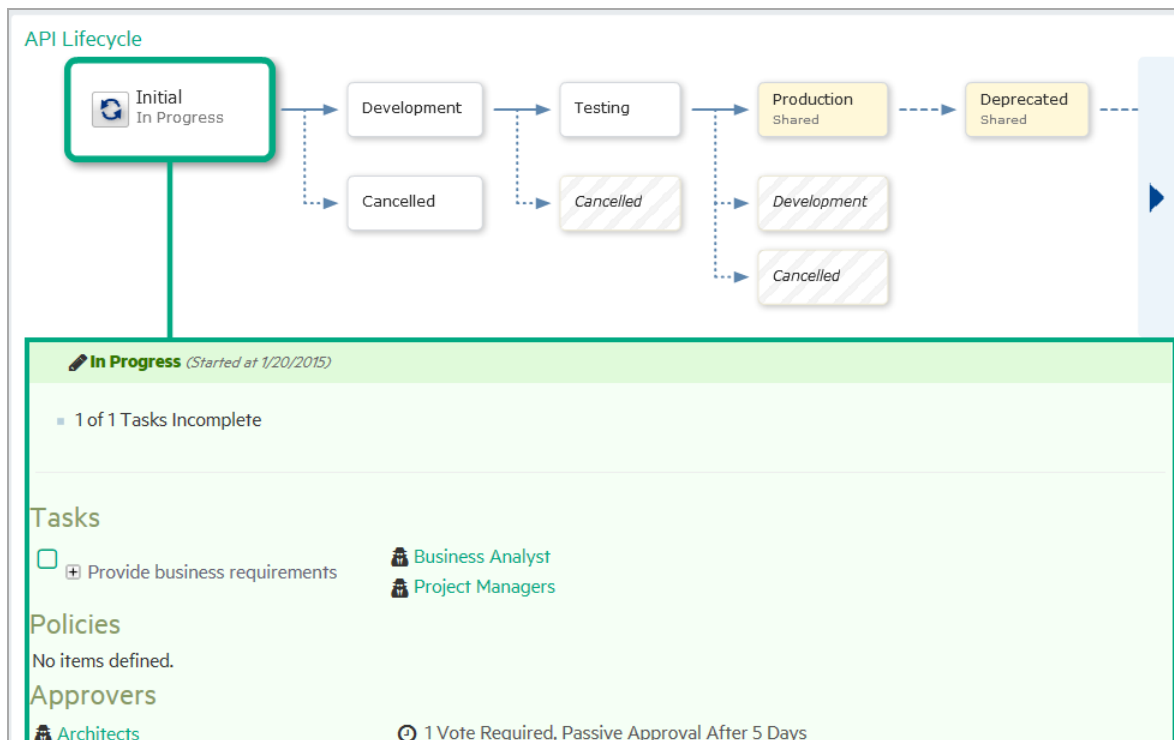 API Lifecycle
Initial
In Progress
Development
Testing
Production
Shared
Deprecated
Shared
Cancelled
Cancelled
Development
Cancelled
In Progress (Started at 1/20/2015)
1 of 1 Tasks Incomplete
Tasks
Provide business requirements
Business Analyst
Project Managers
Policies
No items defined.
Approvers
Architects
1 Vote Required, Passive Approval After 5 Days